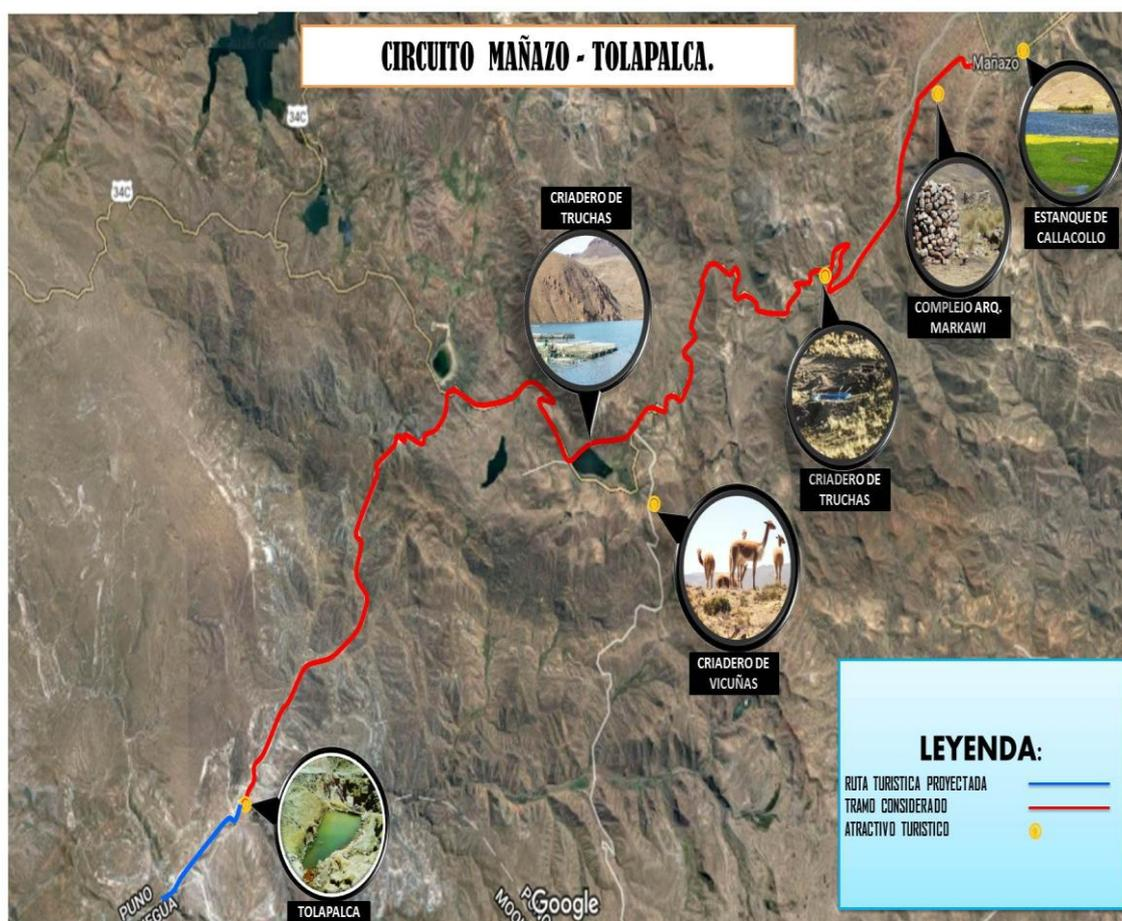 CIRCUITO MAÑAZO - TOLAPALCA.
Mañazo
34C
34C
CRIADERO DE
TRUCHAS
ESTANQUE DE
CALLACOLLO
COMPLEJO ARQ.
MARKAWI
CRIADERO DE
TRUCHAS
CRIADERO DE
VICUÑAS
LEYENDA:
RUTA TURISTICA PROYECTADA
TRAMO CONSIDERADO
ATRACTIVO TURISTICO
TOLAPALCA
PUNO
Google